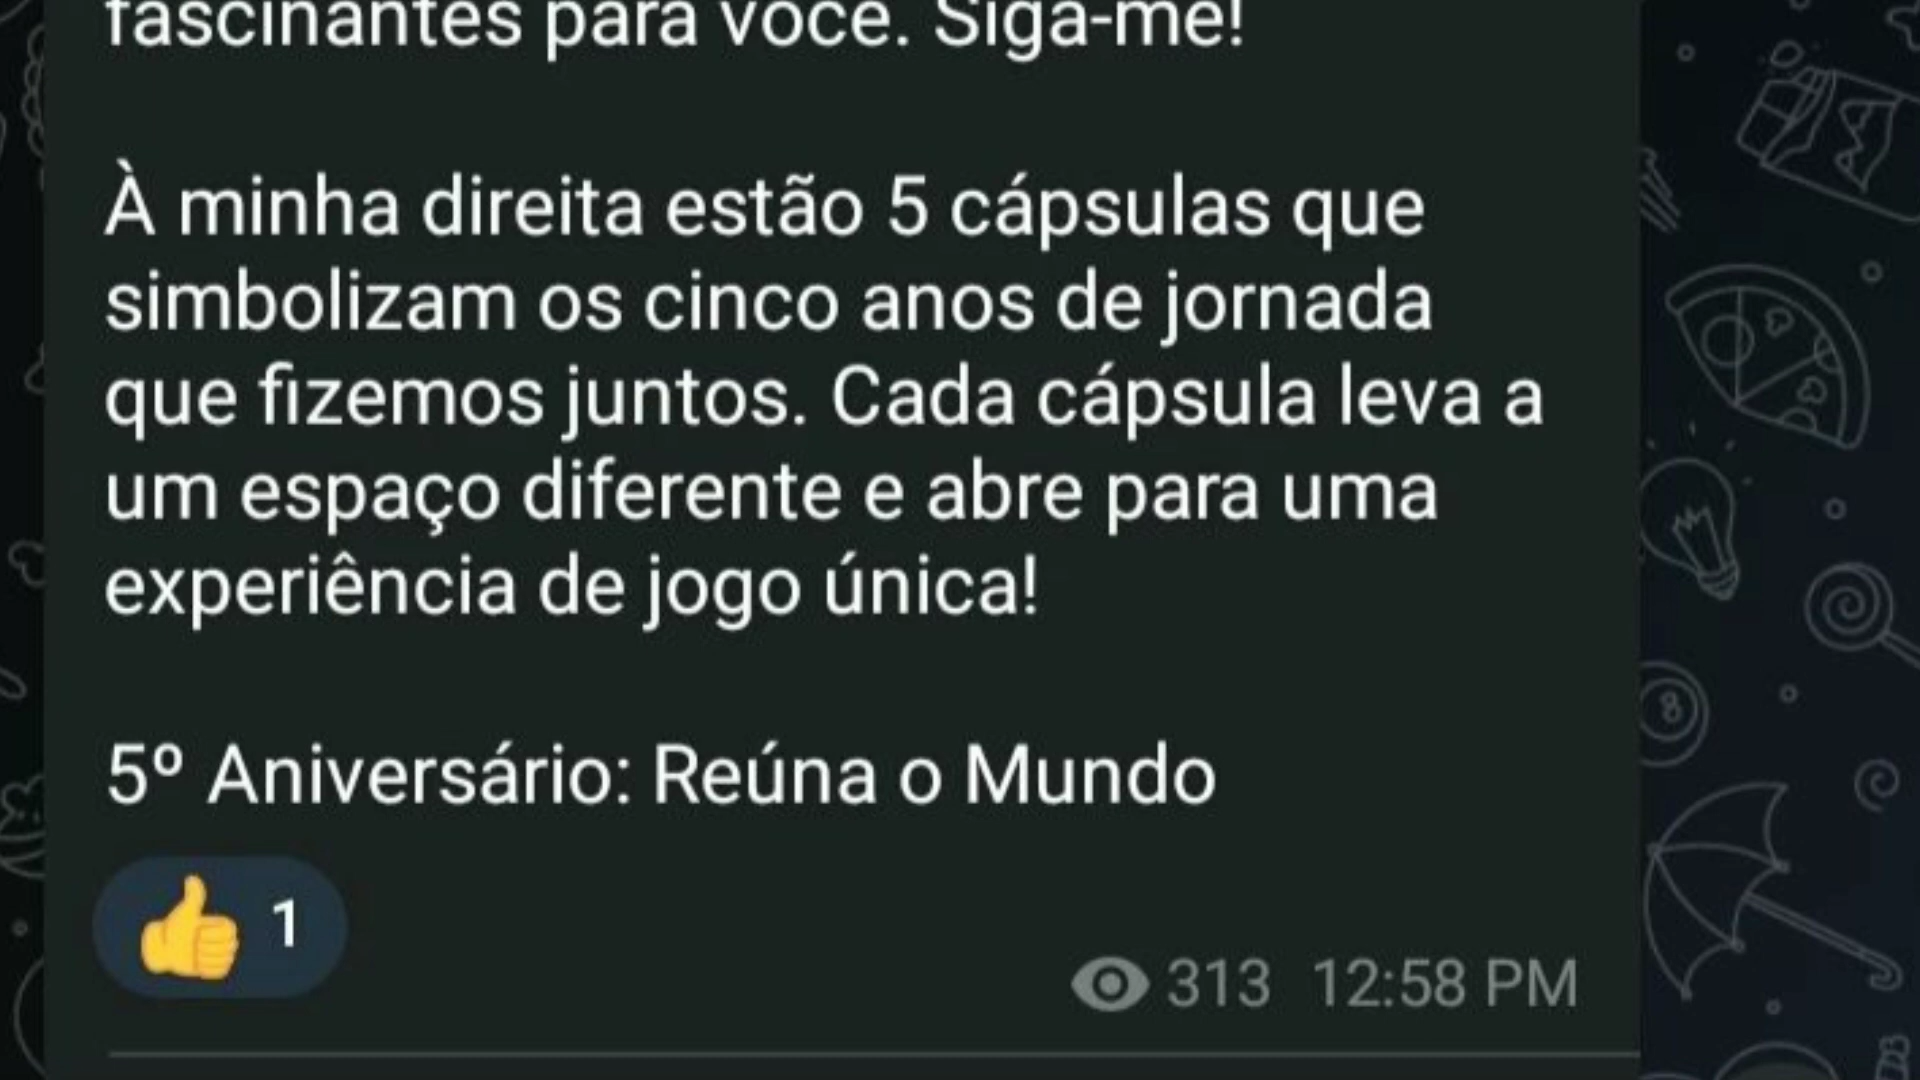 fascinantes para você. Siga-me!
À minha direita estão 5 cápsulas que
simbolizam os cinco anos de jornada
que fizemos juntos. Cada cápsula leva a
um espaço diferente e abre para uma
experiência de jogo única!
5º Aniversário: Reúna o Mundo
1
313 12:58 PM